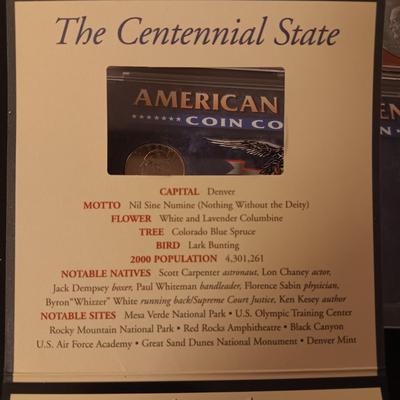 The Centennial State
AMERICAN
COIN CO
CAPITAL Denver
MOTTO Nil Sine Numine (Nothing Without the Deity)
FLOWER White and Lavender Columbine
TREE Colorado Blue Spruce
BIRD Lark Bunting
2000 POPULATION 4,301,261
NOTABLE NATIVES Scott Carpenter astronaut, Lon Chaney actor,
Jack Dempsey boxer, Paul Whiteman bandleader, Florence Sabin physician,
Byron "Whizzer" White running back/Supreme Court Justice, Ken Kesey author
NOTABLE SITES Mesa Verde National Park • U.S. Olympic Training Center
Rocky Mountain National Park • Red Rocks Amphitheatre • Black Canyon
U.S. Air Force Academy • Great Sand Dunes National Monument • Denver Mint